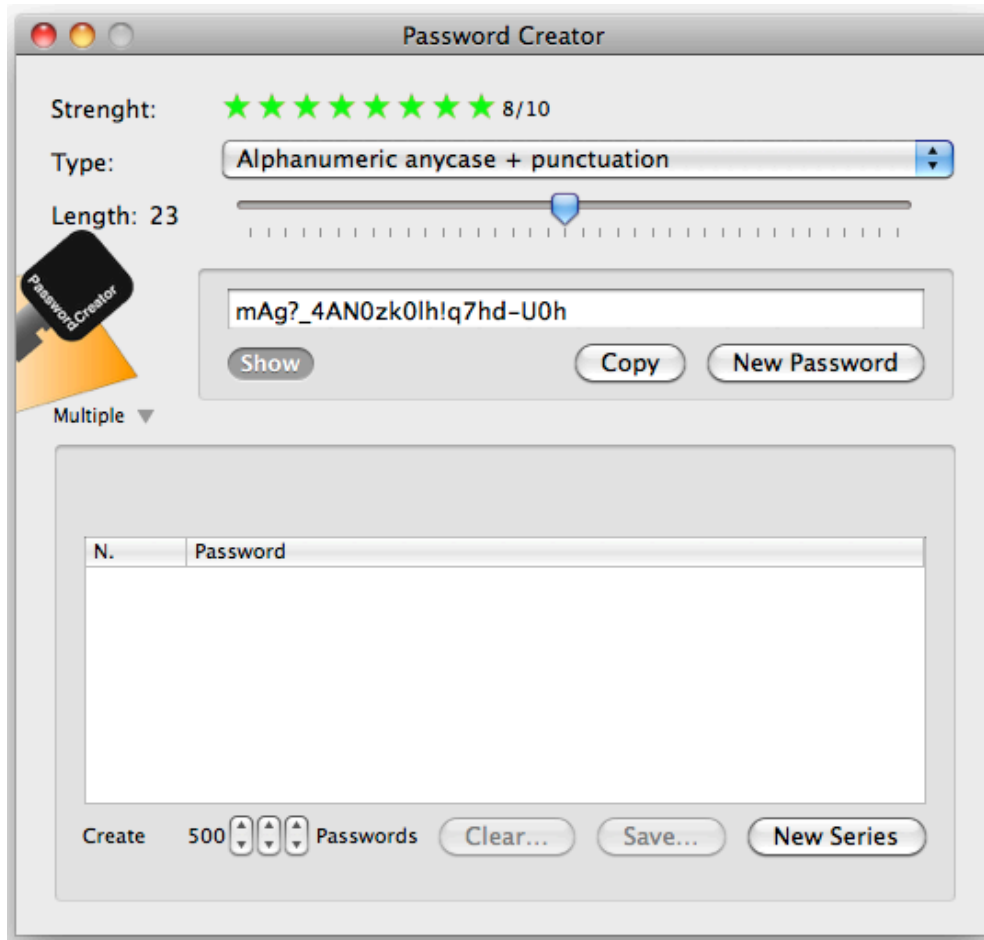 Password Creator
Strenght: 8/10
Type: Alphanumeric anycase + punctuation
Length: 23
Password Creator
mAg?_4AN0zk0lh!q7hd-U0h
Show Copy New Password
Multiple
N. Password
Create 500 Passwords Clear... Save... New Series